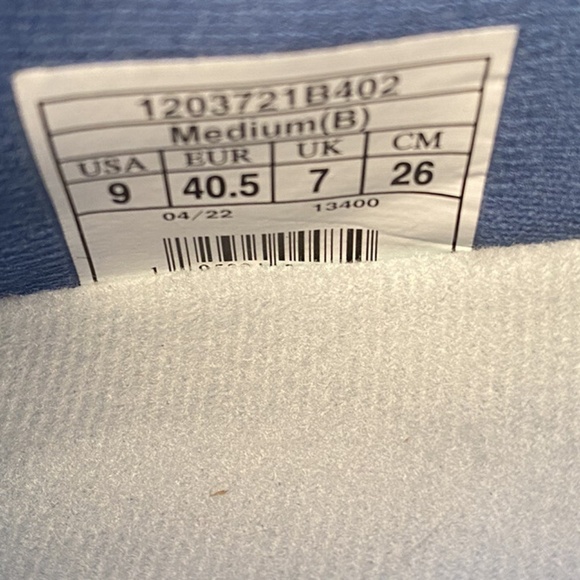 1203721B402
Medium(B)
USA EUR UK CM
9 40.5 7 26
04/22 13400